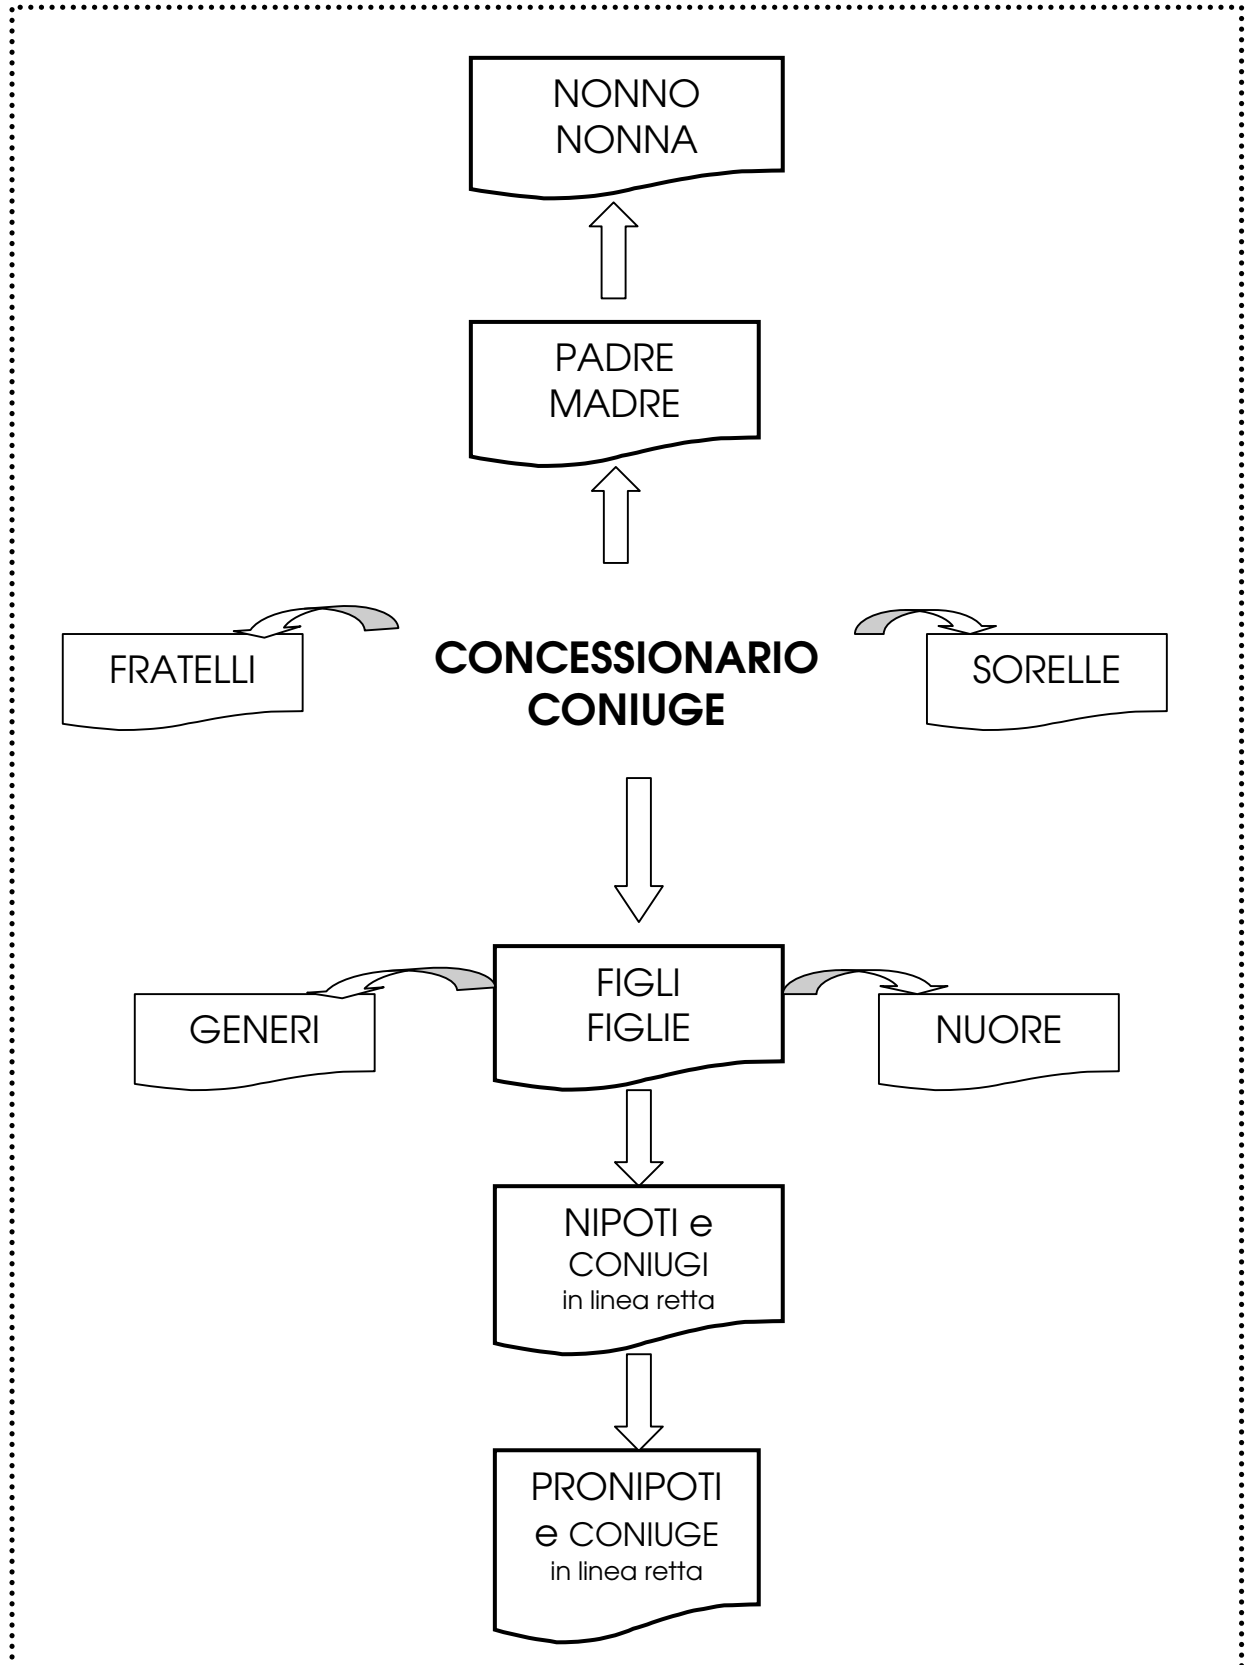 NONNO
NONNA
PADRE
MADRE
FRATELLI
CONCESSIONARIO
CONIUGE
SORELLE
GENERI
FIGLI
FIGLIE
NUORE
NIPOTI e
CONIUGI
in linea retta
PRONIPOTI
e CONIUGE
in linea retta